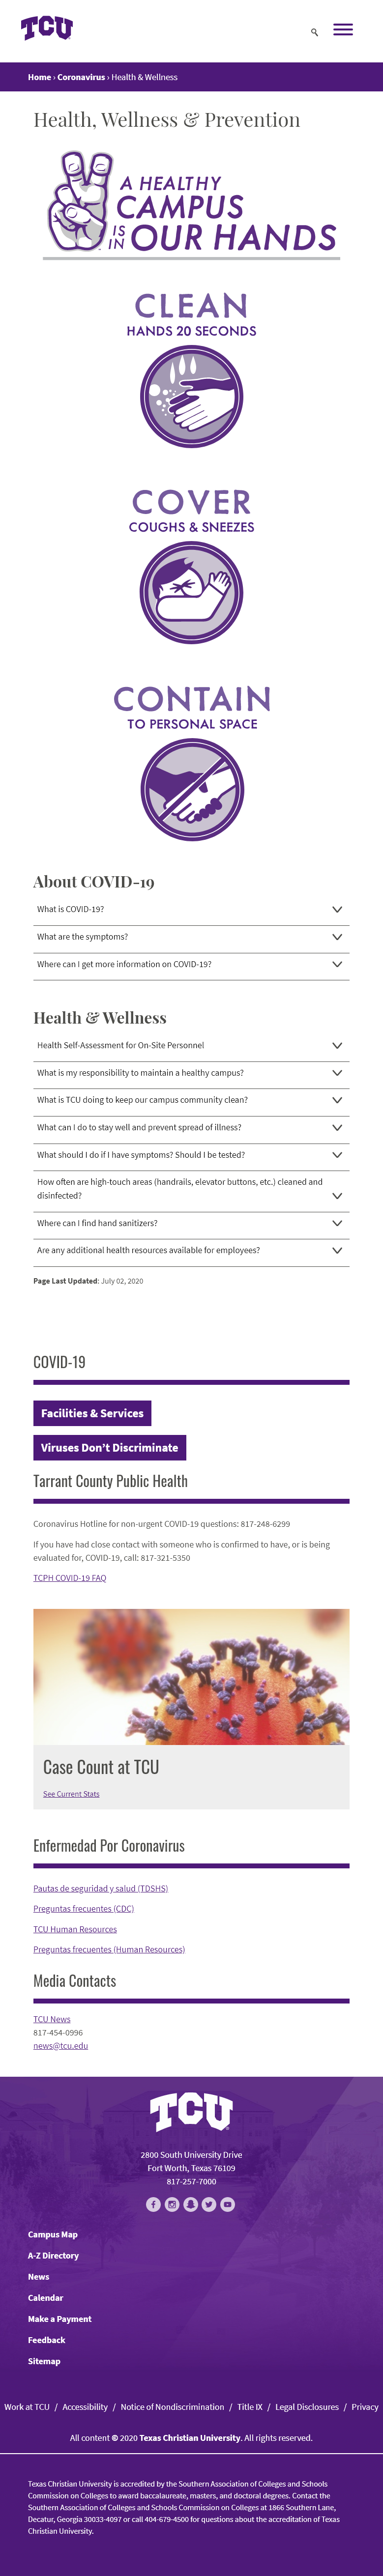 TCU
Home › Coronavirus › Health & Wellness
Health, Wellness & Prevention
A HEALTHY
CAMPUS
IS IN OUR HANDS
CLEAN
HANDS 20 SECONDS
COVER
COUGHS & SNEEZES
CONTAIN
TO PERSONAL SPACE
About COVID-19
What is COVID-19?
What are the symptoms?
Where can I get more information on COVID-19?
Health & Wellness
Health Self-Assessment for On-Site Personnel
What is my responsibility to maintain a healthy campus?
What is TCU doing to keep our campus community clean?
What can I do to stay well and prevent spread of illness?
What should I do if I have symptoms? Should I be tested?
How often are high-touch areas (handrails, elevator buttons, etc.) cleaned and
disinfected?
Where can I find hand sanitizers?
Are any additional health resources available for employees?
Page Last Updated: July 02, 2020
COVID-19
Facilities & Services
Viruses Don’t Discriminate
Tarrant County Public Health
Coronavirus Hotline for non-urgent COVID-19 questions: 817-248-6299
If you have had close contact with someone who is confirmed to have, or is being
evaluated for, COVID-19, call: 817-321-5350
TCPH COVID-19 FAQ
Case Count at TCU
See Current Stats
Enfermedad Por Coronavirus
Pautas de seguridad y salud (TDSHS)
Preguntas frecuentes (CDC)
TCU Human Resources
Preguntas frecuentes (Human Resources)
Media Contacts
TCU News
817-454-0996
news@tcu.edu
TCU
2800 South University Drive
Fort Worth, Texas 76109
817-257-7000
Campus Map
A-Z Directory
News
Calendar
Make a Payment
Feedback
Sitemap
Work at TCU / Accessibility / Notice of Nondiscrimination / Title IX / Legal Disclosures / Privacy
All content © 2020 Texas Christian University. All rights reserved.
Texas Christian University is accredited by the Southern Association of Colleges and Schools
Commission on Colleges to award baccalaureate, masters, and doctoral degrees. Contact the
Southern Association of Colleges and Schools Commission on Colleges at 1866 Southern Lane,
Decatur, Georgia 30033-4097 or call 404-679-4500 for questions about the accreditation of Texas
Christian University.